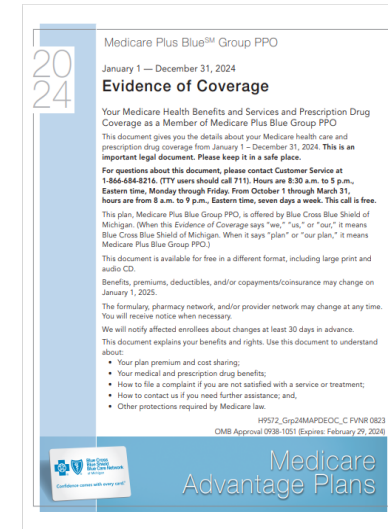 2024
Medicare Plus Blue℠ Group PPO
January 1 — December 31, 2024
Evidence of Coverage
Your Medicare Health Benefits and Services and Prescription Drug
Coverage as a Member of Medicare Plus Blue Group PPO
This document gives you the details about your Medicare health care and
prescription drug coverage from January 1 – December 31, 2024. This is an
important legal document. Please keep it in a safe place.
For questions about this document, please contact Customer Service at
1-866-684-8216. (TTY users should call 711). Hours are 8:30 a.m. to 5 p.m.,
Eastern time, Monday through Friday. From October 1 through March 31,
hours are from 8 a.m. to 9 p.m., Eastern time, seven days a week. This call is free.
This plan, Medicare Plus Blue Group PPO, is offered by Blue Cross Blue Shield of
Michigan. (When this Evidence of Coverage says “we,” “us,” or “our,” it means
Blue Cross Blue Shield of Michigan. When it says “plan” or “our plan,” it means
Medicare Plus Blue Group PPO.)
This document is available for free in a different format, including large print and
audio CD.
Benefits, premiums, deductibles, and/or copayments/coinsurance may change on
January 1, 2025.
The formulary, pharmacy network, and/or provider network may change at any time.
You will receive notice when necessary.
We will notify affected enrollees about changes at least 30 days in advance.
This document explains your benefits and rights. Use this document to understand
about:
• Your plan premium and cost sharing;
• Your medical and prescription drug benefits;
• How to file a complaint if you are not satisfied with a service or treatment;
• How to contact us if you need further assistance; and,
• Other protections required by Medicare law.
H9572_Grp24MAPDEOC_C FVNR 0823
OMB Approval 0938-1051 (Expires: February 29, 2024)
Blue Cross
Blue Shield
Blue Care Network
of Michigan
Confidence comes with every card.®
Medicare
Advantage Plans